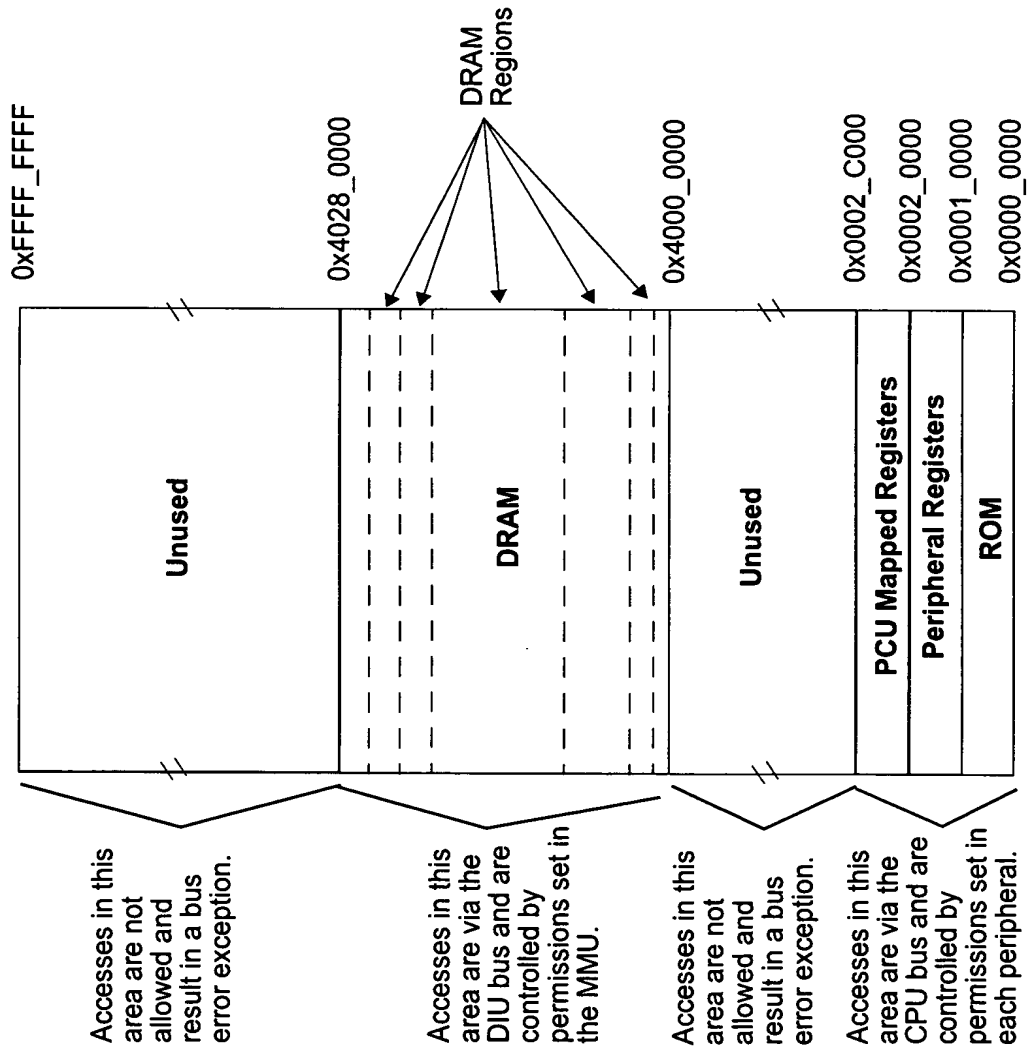 0xFFFF_FFFF
Unused
Accesses in this
area are not
allowed and
result in a bus
error exception.
0x4028_0000
DRAM
Regions
DRAM
Accesses in this
area are via the
DIU bus and are
controlled by
permissions set in
the MMU.
0x4000_0000
Unused
Accesses in this
area are not
allowed and
result in a bus
error exception.
0x0002_C000
PCU Mapped Registers
0x0002_0000
Peripheral Registers
0x0001_0000
ROM
0x0000_0000
Accesses in this
area are via the
CPU bus and are
controlled by
permissions set in
each peripheral.